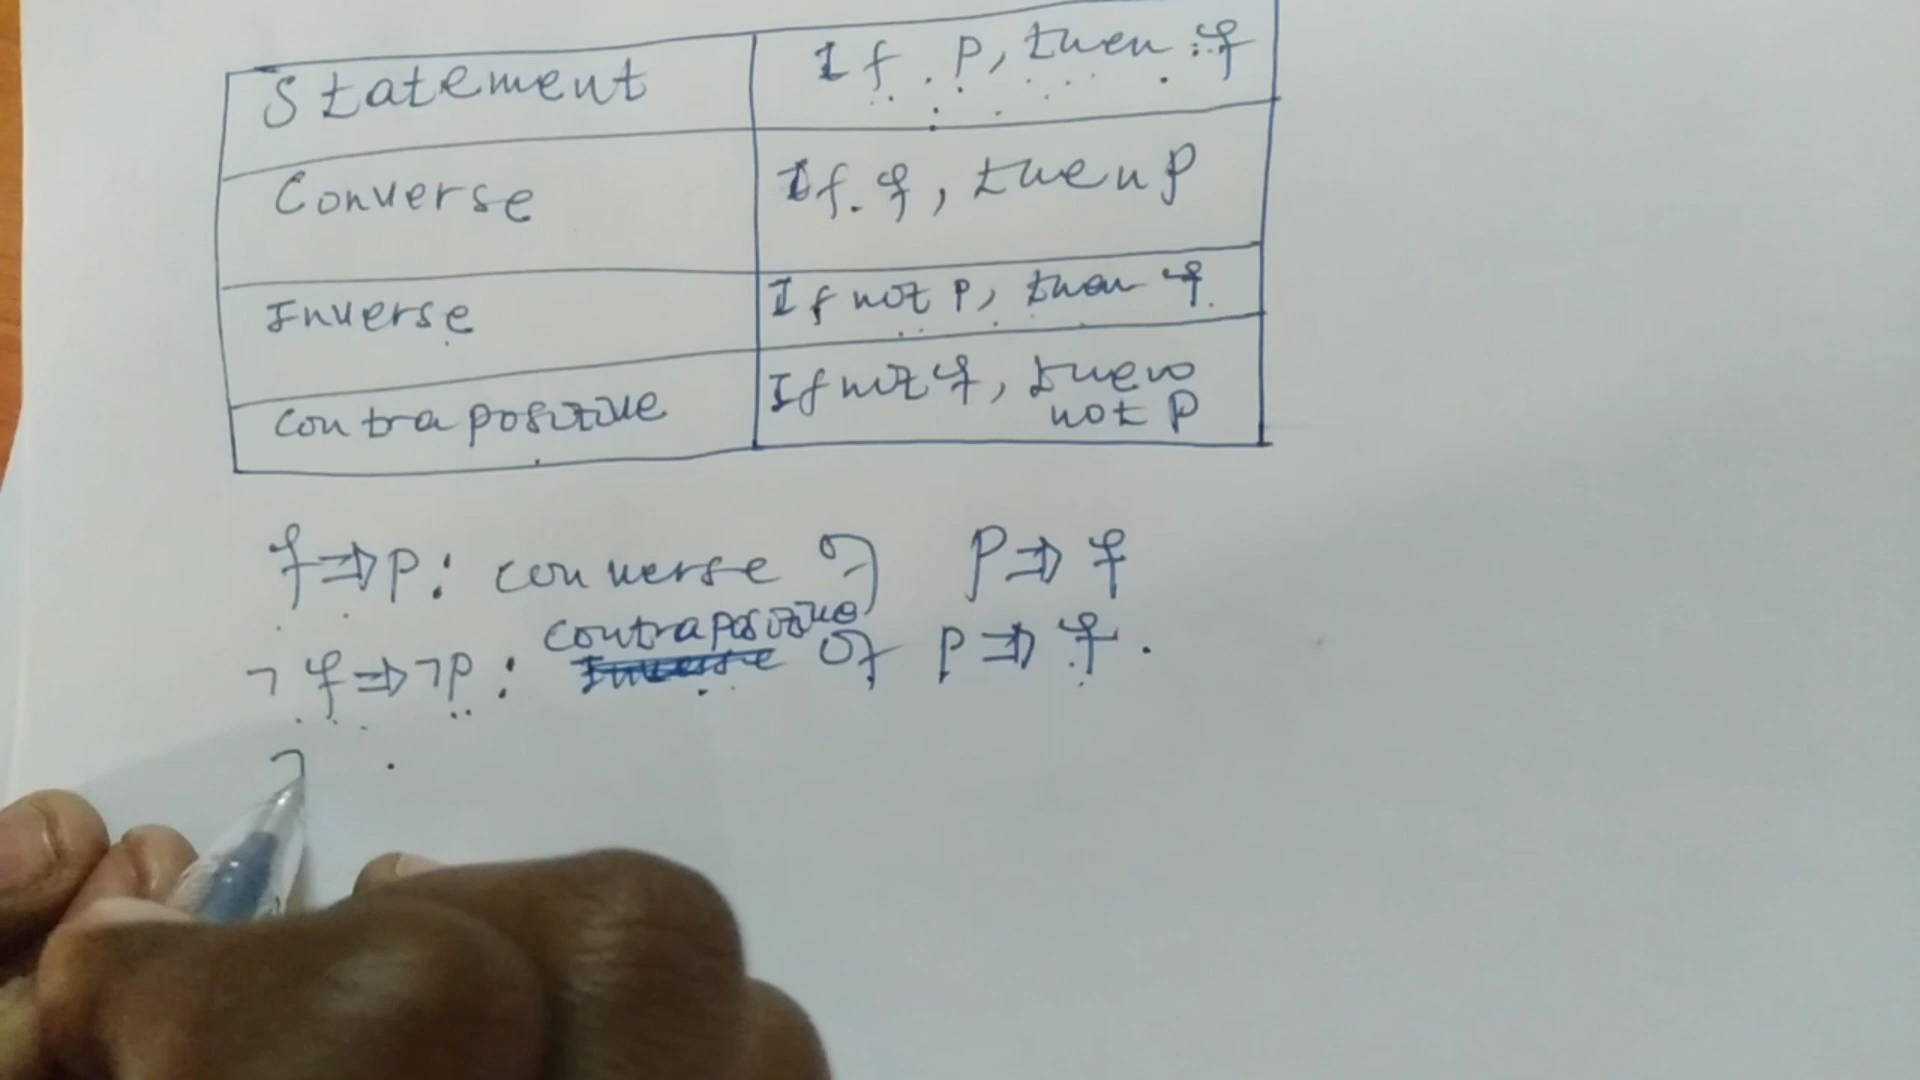 Statement If p, then q
Converse If q, then p
Inverse If not p, then q
Contrapositive If not q, then
not p
q ⇒ p : converse of p ⇒ q
contrapositive
¬q ⇒ ¬p : Inverse of p ⇒ q .
¬